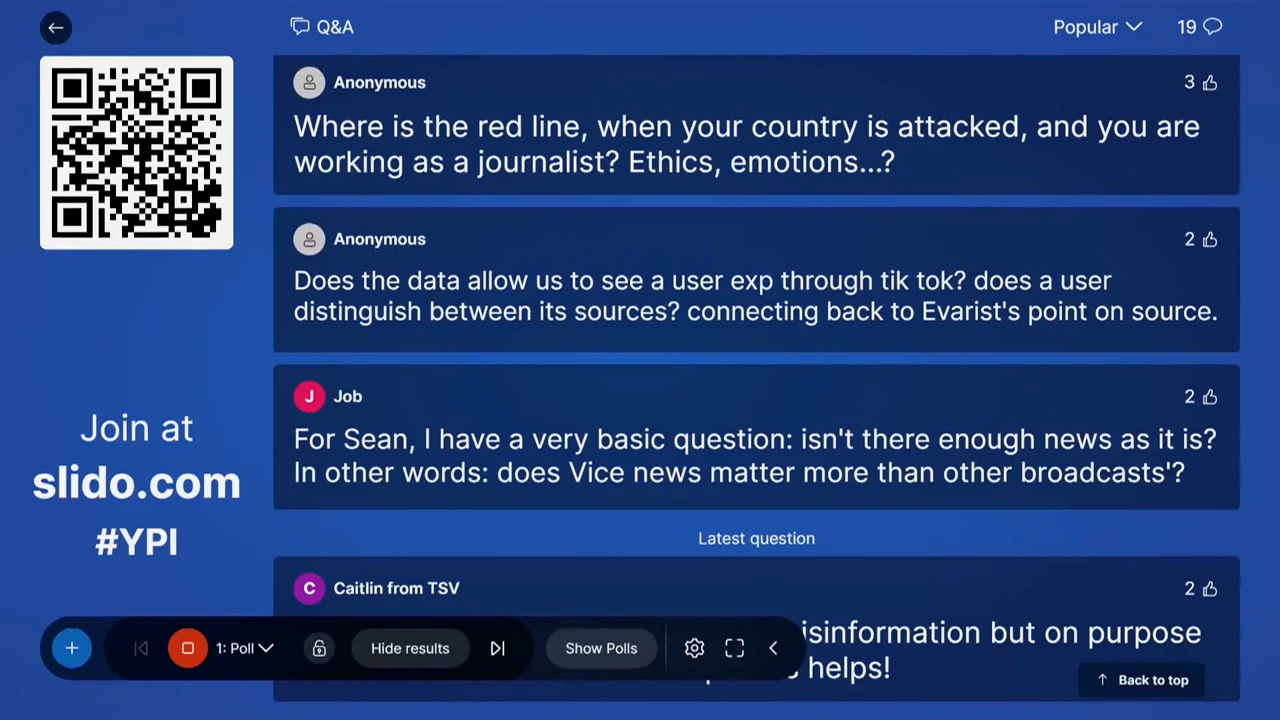 Q&A
Popular
19
Anonymous
3
Where is the red line, when your country is attacked, and you are
working as a journalist? Ethics, emotions...?
Anonymous
2
Does the data allow us to see a user exp through tik tok? does a user
distinguish between its sources? connecting back to Evarist's point on source.
J Job
2
For Sean, I have a very basic question: isn't there enough news as it is?
In other words: does Vice news matter more than other broadcasts'?
Join at
slido.com
#YPI
Latest question
C Caitlin from TSV
2
but on purpose
helps!
1: Poll
Hide results
Show Polls
Back to top